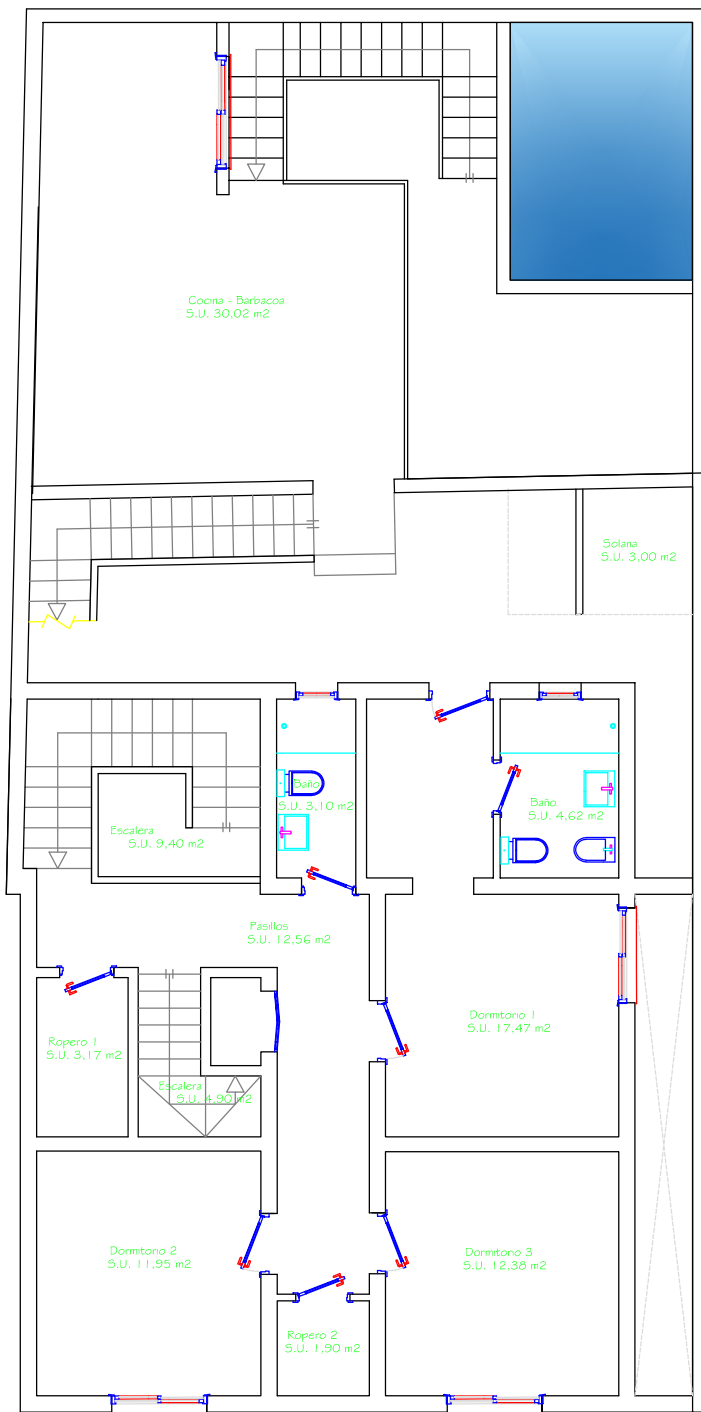 Cocina - Barbacoa
S.U. 30,02 m2
Solana
S.U. 3,00 m2
Baño
S.U. 3,10 m2
Baño
S.U. 4,62 m2
Escalera
S.U. 9,40 m2
Pasillos
S.U. 12,56 m2
Dormitorio 1
S.U. 17,47 m2
Ropero 1
S.U. 3,17 m2
Escalera
S.U. 4,90 m2
Dormitorio 2
S.U. 11,95 m2
Dormitorio 3
S.U. 12,38 m2
Ropero 2
S.U. 1,90 m2